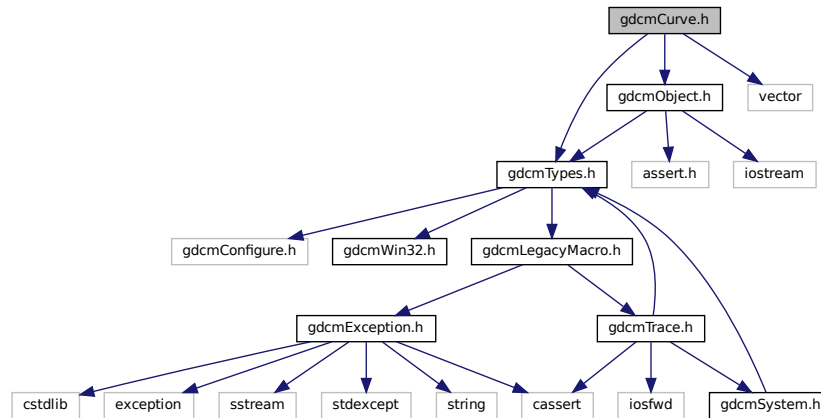 gdcmCurve.h
gdcmObject.h
vector
gdcmTypes.h
assert.h
iostream
gdcmConfigure.h
gdcmWin32.h
gdcmLegacyMacro.h
gdcmException.h
gdcmTrace.h
cstdlib
exception
sstream
stdexcept
string
cassert
iosfwd
gdcmSystem.h